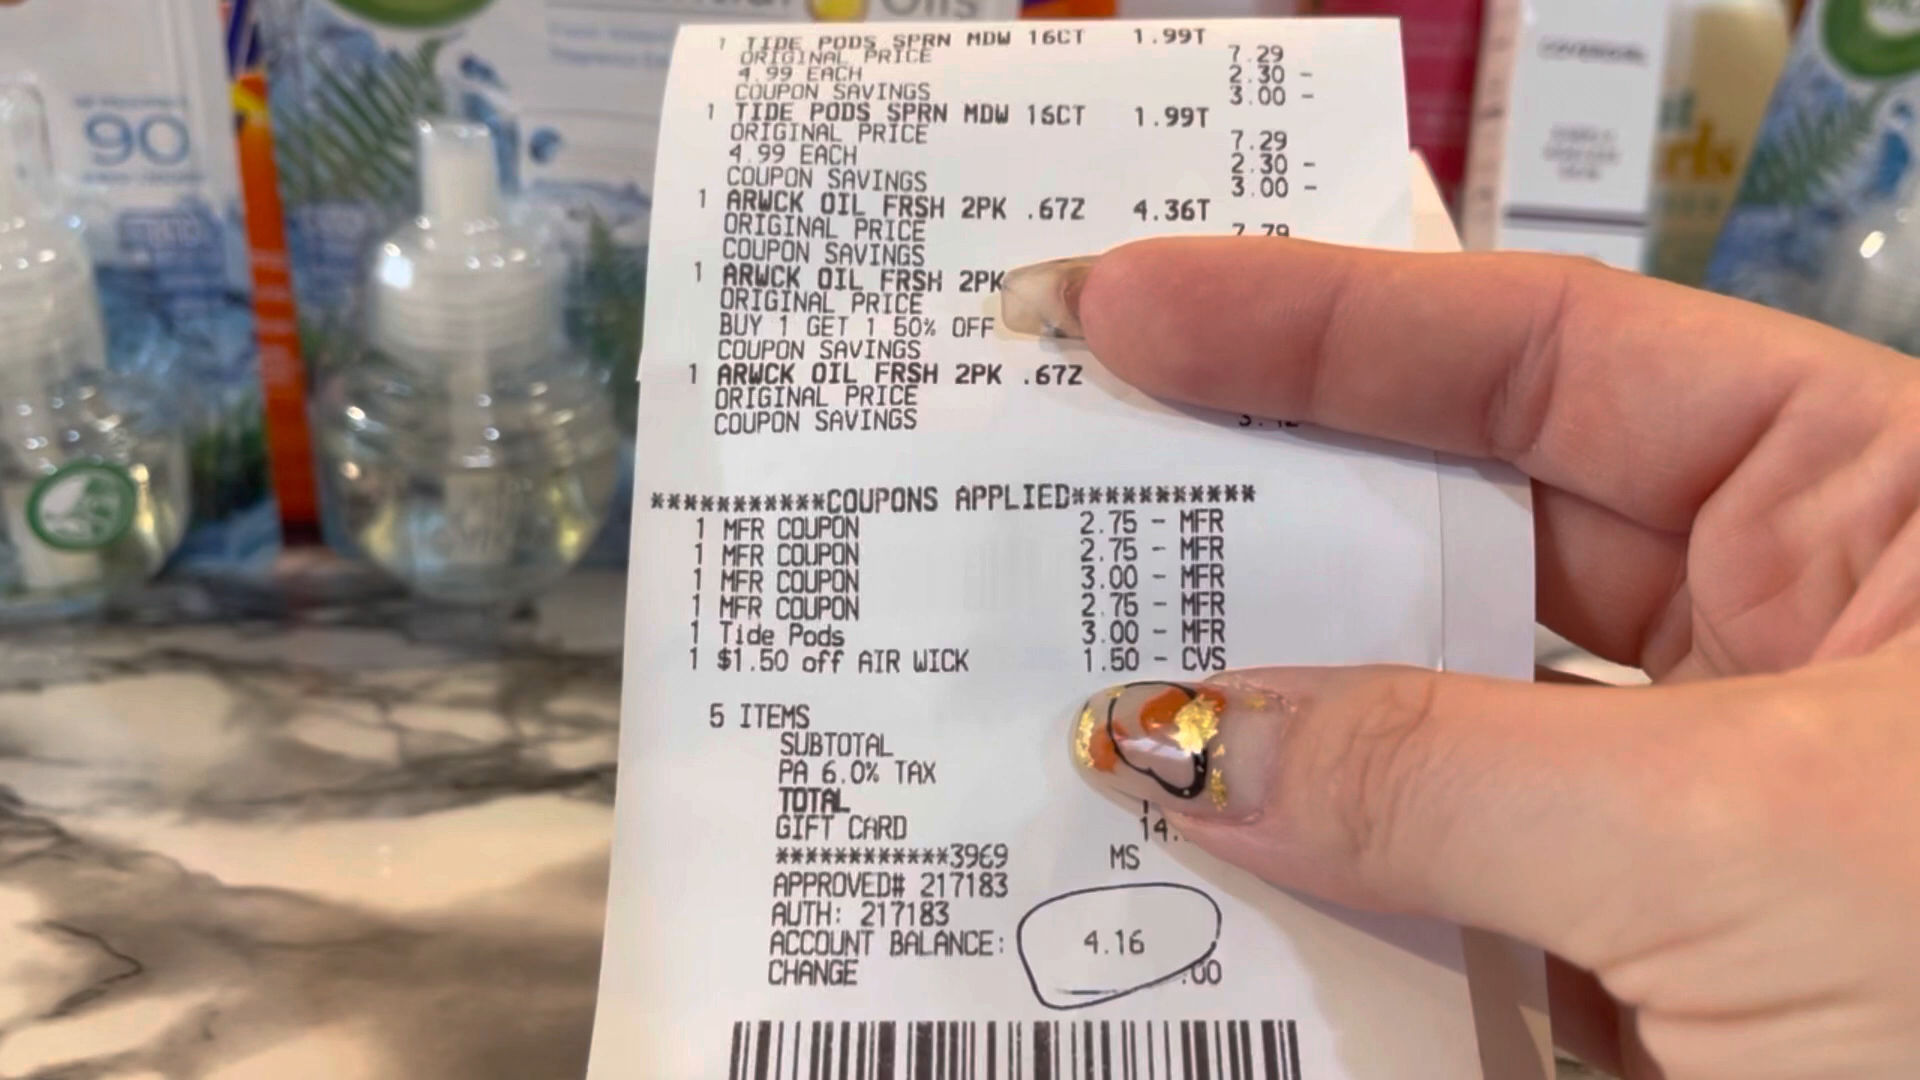 Oils
90
COVERGIRL
1 TIDE PODS SPRN MDW 16CT 1.99T
ORIGINAL PRICE 7.29
4.99 EACH 2.30 -
COUPON SAVINGS 3.00 -
1 TIDE PODS SPRN MDW 16CT 1.99T
ORIGINAL PRICE 7.29
4.99 EACH 2.30 -
COUPON SAVINGS 3.00 -
1 ARWCK OIL FRSH 2PK .67Z 4.36T
ORIGINAL PRICE 7.79
COUPON SAVINGS
1 ARWCK OIL FRSH 2PK
ORIGINAL PRICE
BUY 1 GET 1 50% OFF
COUPON SAVINGS
1 ARWCK OIL FRSH 2PK .67Z
ORIGINAL PRICE
COUPON SAVINGS
***********COUPONS APPLIED***********
1 MFR COUPON 2.75 - MFR
1 MFR COUPON 2.75 - MFR
1 MFR COUPON 3.00 - MFR
1 MFR COUPON 2.75 - MFR
1 Tide Pods 3.00 - MFR
1 $1.50 off AIR WICK 1.50 - CVS
5 ITEMS
SUBTOTAL
PA 6.0% TAX
TOTAL
GIFT CARD 14.
************3969 MS
APPROVED# 217183
AUTH: 217183
ACCOUNT BALANCE: 4.16
CHANGE .00